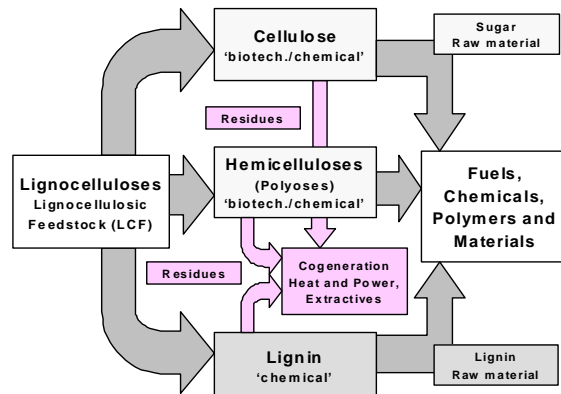 Cellulose
‘biotech./chemical’
Sugar
Raw material
Residues
Lignocelluloses
Lignocellulosic
Feedstock (LCF)
Hemicelluloses
(Polyoses)
‘biotech./chemical’
Fuels,
Chemicals,
Polymers and
Materials
Residues
Cogeneration
Heat and Power,
Extractives
Lignin
‘chemical’
Lignin
Raw material